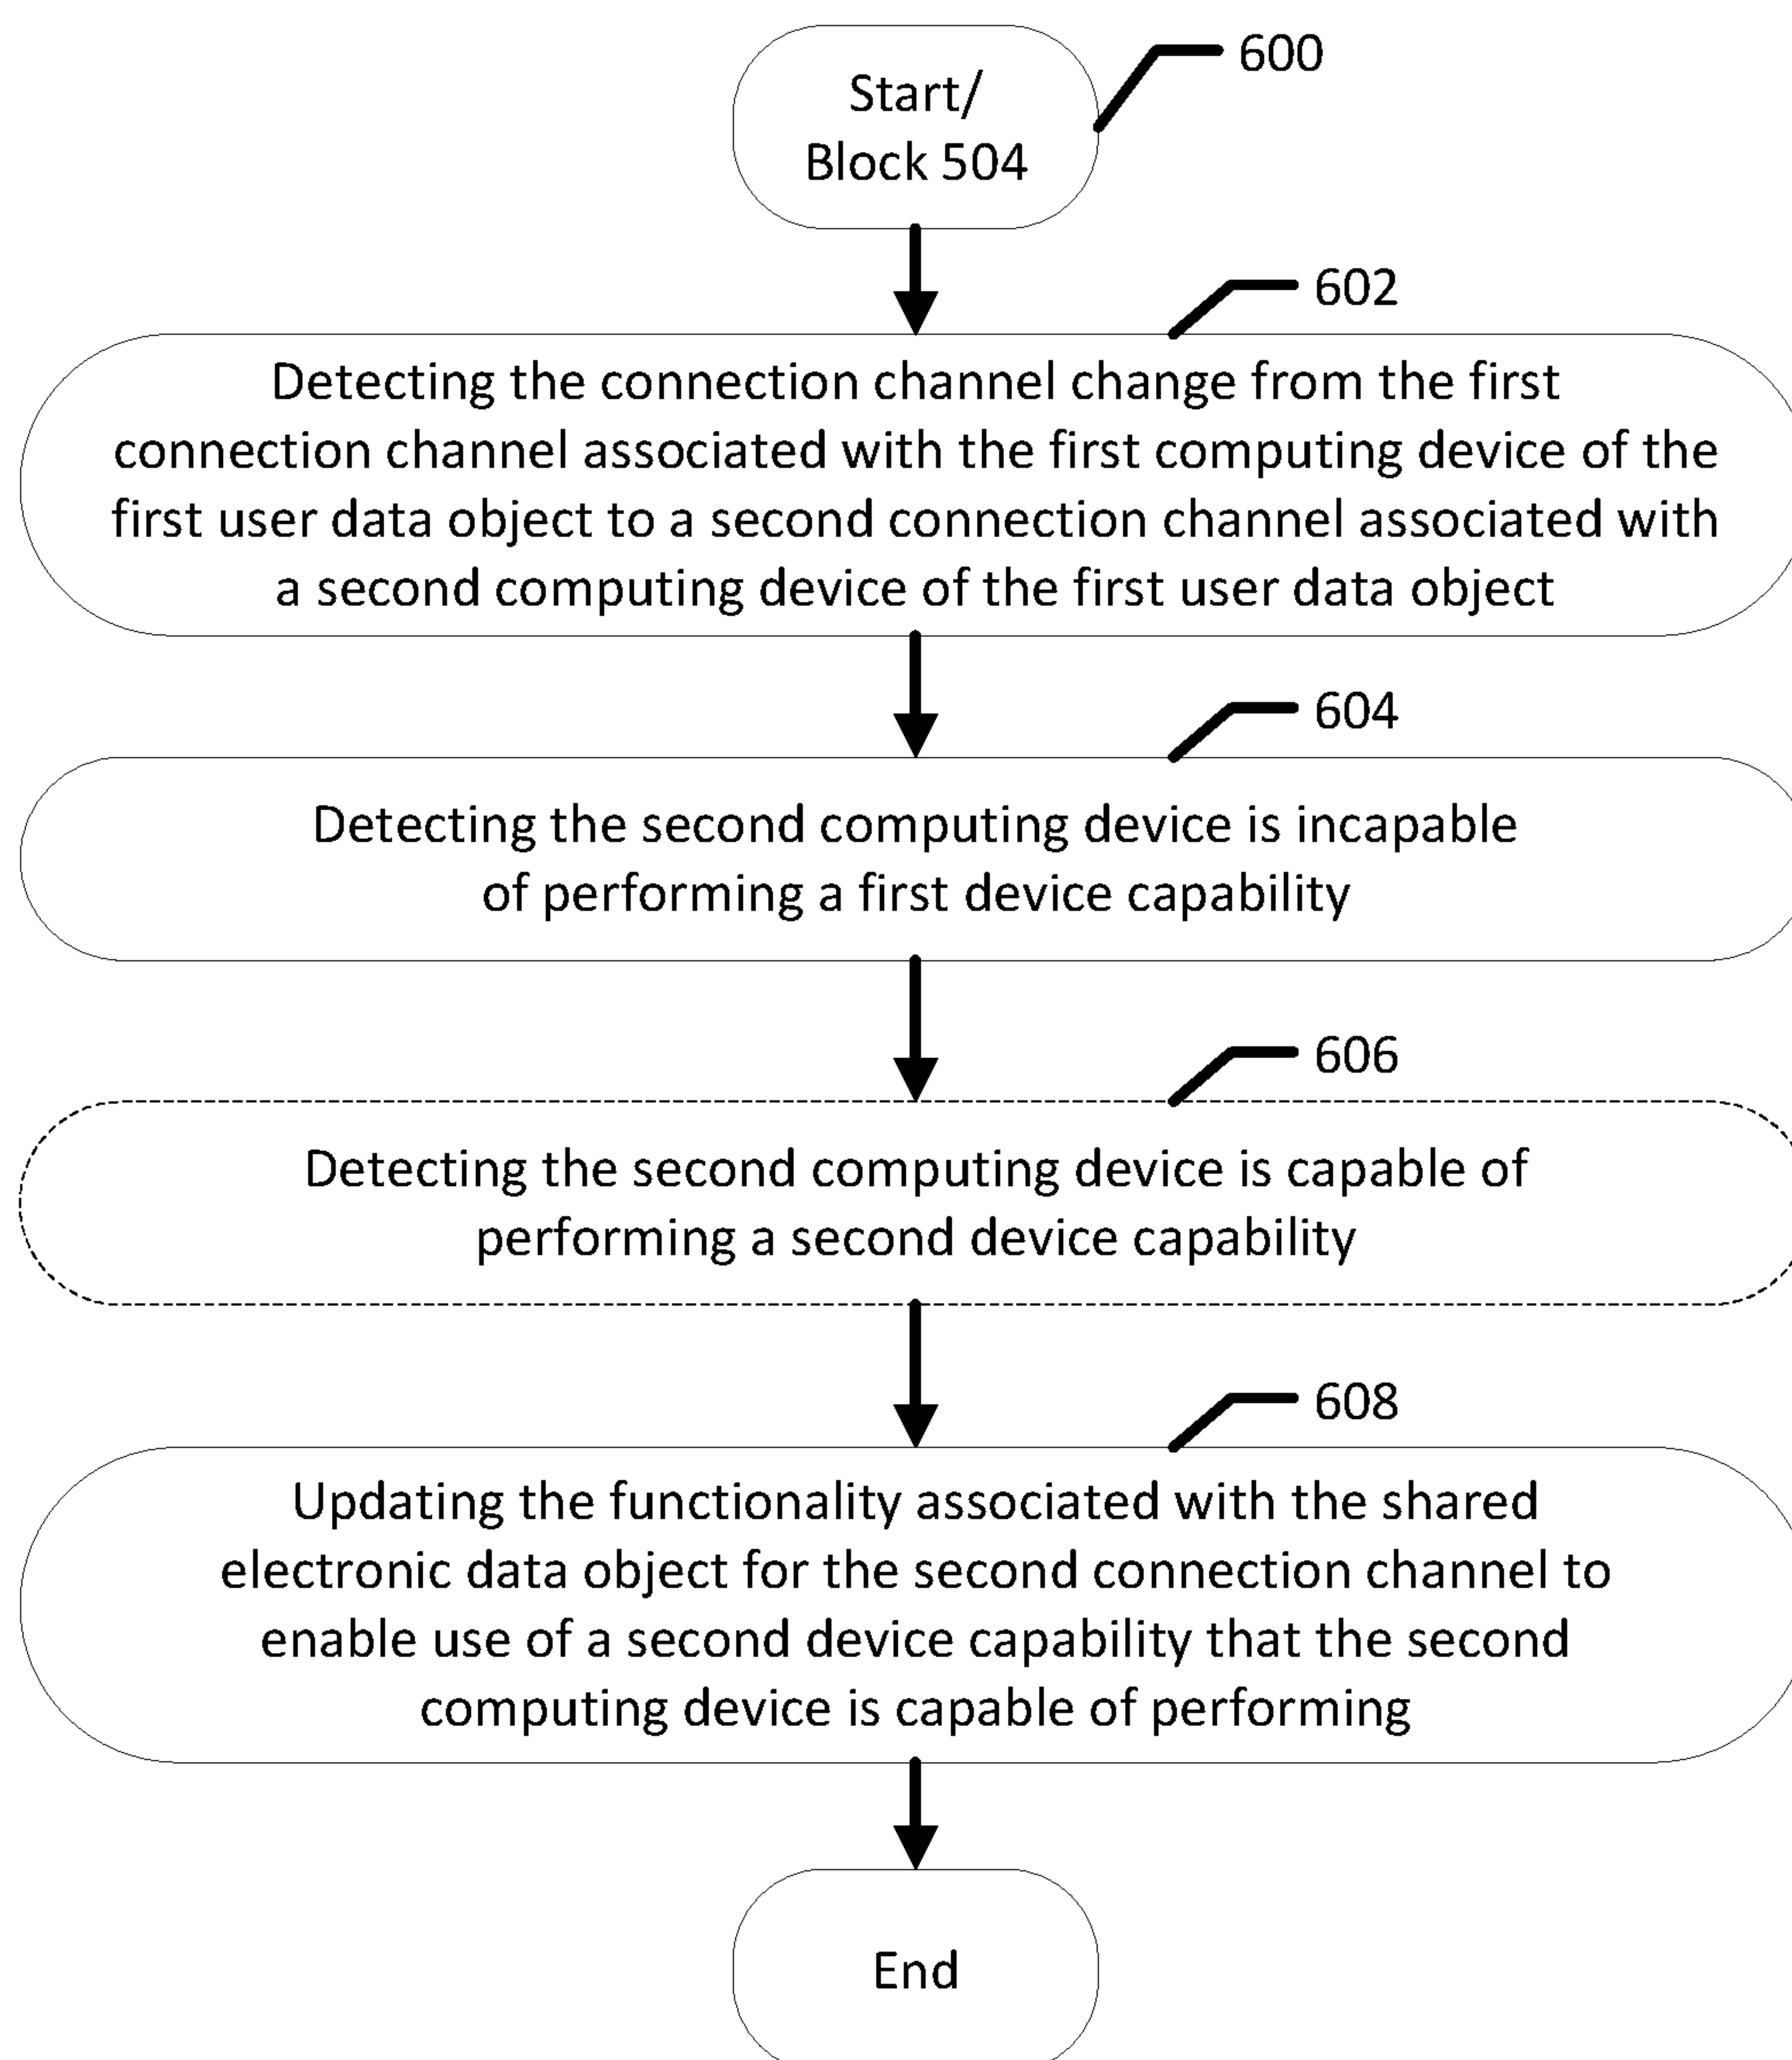 600
Start/
Block 504
602
Detecting the connection channel change from the first
connection channel associated with the first computing device of the
first user data object to a second connection channel associated with
a second computing device of the first user data object
604
Detecting the second computing device is incapable
of performing a first device capability
606
Detecting the second computing device is capable of
performing a second device capability
608
Updating the functionality associated with the shared
electronic data object for the second connection channel to
enable use of a second device capability that the second
computing device is capable of performing
End